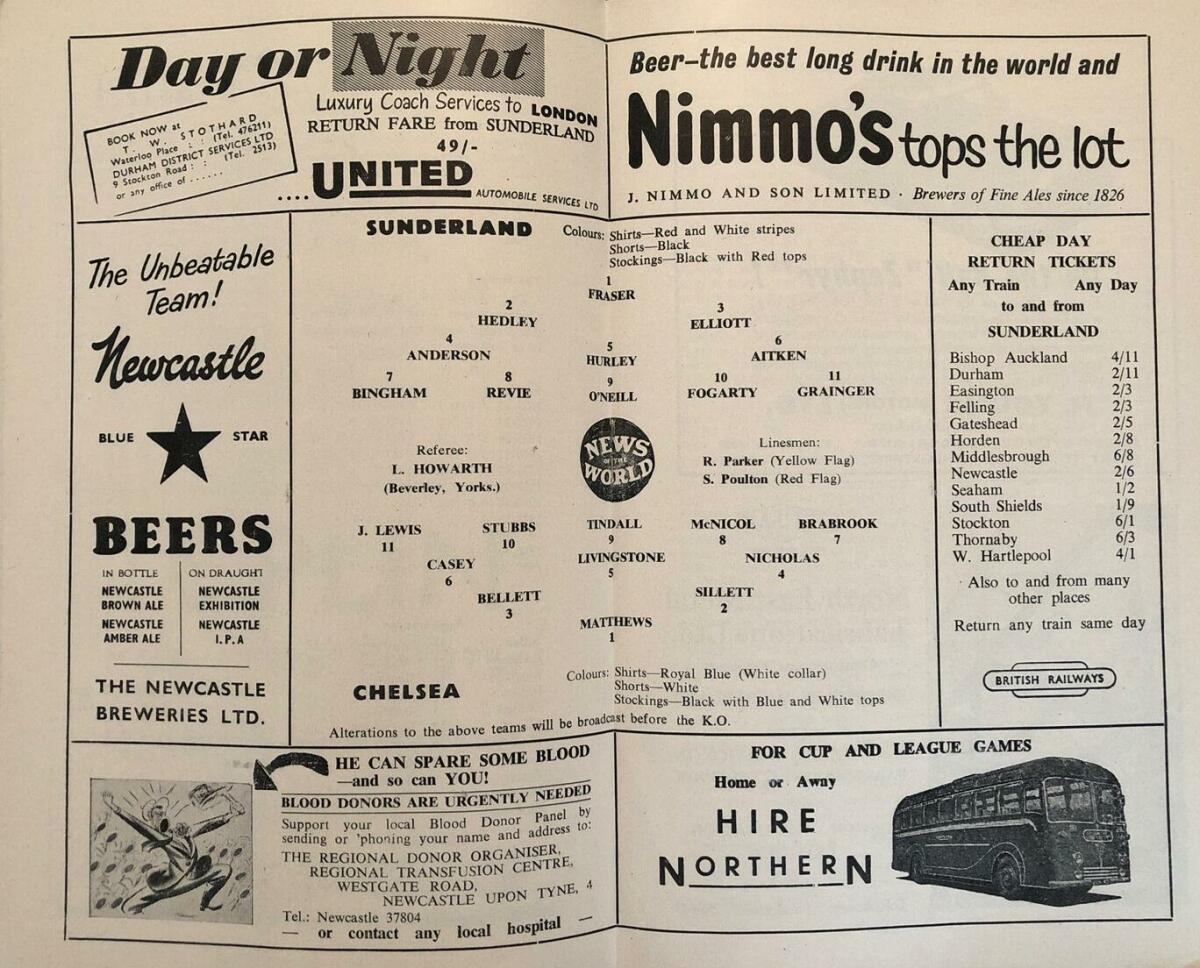 Day or Night
Luxury Coach Services to LONDON
RETURN FARE from SUNDERLAND
49/-
BOOK NOW at
T. W. STOTHARD
Waterloo Place : : (Tel. 476211)
DURHAM DISTRICT SERVICES LTD
9 Stockton Road : : (Tel. 2513)
or any office of ......
....UNITED
AUTOMOBILE SERVICES LTD
Beer-the best long drink in the world and
Nimmo's tops the lot
J. NIMMO AND SON LIMITED · Brewers of Fine Ales since 1826
The Unbeatable
Team!
Newcastle
BLUE STAR
BEERS
IN BOTTLE
NEWCASTLE
BROWN ALE
NEWCASTLE
AMBER ALE
ON DRAUGHT
NEWCASTLE
EXHIBITION
NEWCASTLE
I.P.A
THE NEWCASTLE
BREWERIES LTD.
SUNDERLAND
Colours: Shirts—Red and White stripes
Shorts—Black
Stockings—Black with Red tops
1
FRASER
2 3
HEDLEY ELLIOTT
4 5 6
ANDERSON HURLEY AITKEN
7 8 9 10 11
BINGHAM REVIE O'NEILL FOGARTY GRAINGER
Referee:
L. HOWARTH
(Beverley, Yorks.)
NEWS
OF THE
WORLD
Linesmen:
R. Parker (Yellow Flag)
S. Poulton (Red Flag)
J. LEWIS STUBBS TINDALL McNICOL BRABROOK
11 10 9 8 7
CASEY LIVINGSTONE NICHOLAS
6 5 4
BELLETT SILLETT
3 2
MATTHEWS
1
CHELSEA
Colours: Shirts—Royal Blue (White collar)
Shorts—White
Stockings—Black with Blue and White tops
Alterations to the above teams will be broadcast before the K.O.
CHEAP DAY
RETURN TICKETS
Any Train Any Day
to and from
SUNDERLAND
Bishop Auckland 4/11
Durham 2/11
Easington 2/3
Felling 2/3
Gateshead 2/5
Horden 2/8
Middlesbrough 6/8
Newcastle 2/6
Seaham 1/2
South Shields 1/9
Stockton 6/1
Thornaby 6/3
W. Hartlepool 4/1
Also to and from many
other places
Return any train same day
BRITISH RAILWAYS
HE CAN SPARE SOME BLOOD
—and so can YOU!
BLOOD DONORS ARE URGENTLY NEEDED
Support your local Blood Donor Panel by
sending or 'phoning your name and address to:
THE REGIONAL DONOR ORGANISER,
REGIONAL TRANSFUSION CENTRE,
WESTGATE ROAD,
NEWCASTLE UPON TYNE, 4
Tel.: Newcastle 37804
— or contact any local hospital —
FOR CUP AND LEAGUE GAMES
Home or Away
HIRE
NORTHERN